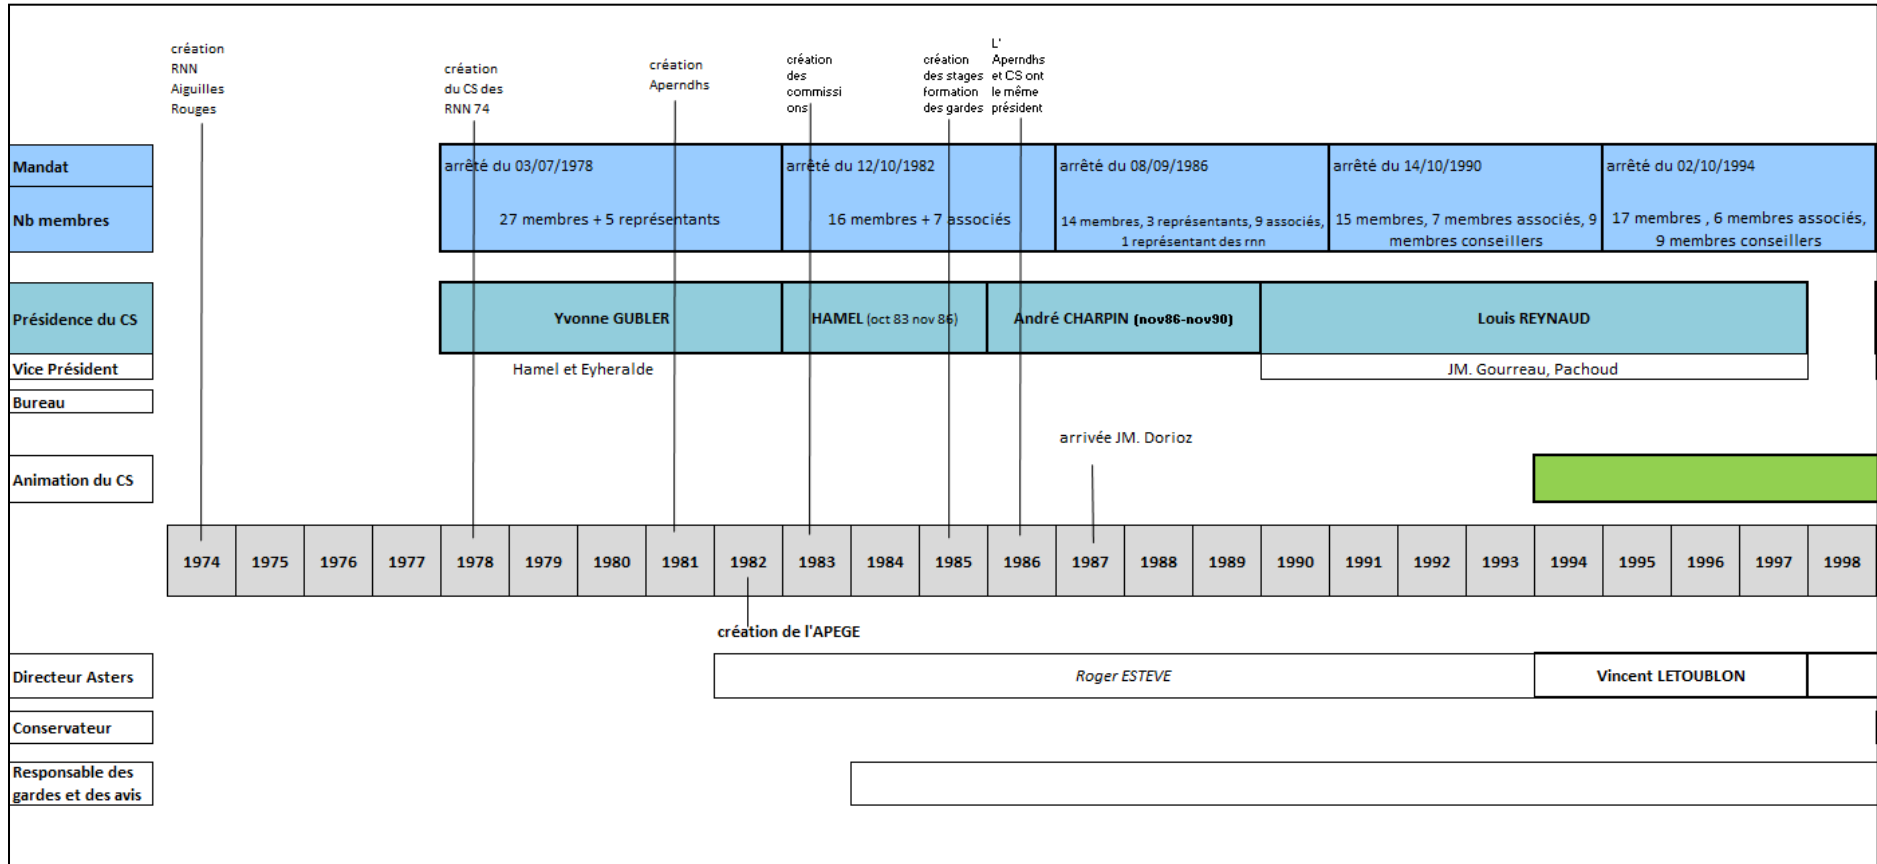 création
RNN
Aiguilles
Rouges
création
du CS des
RNN 74
création
Aperndhs
création
des
commissi
ons
création
des stages
formation
des gardes
L'
Aperndhs
et CS ont
le même
président
Mandat
arrêté du 03/07/1978
arrêté du 12/10/1982
arrêté du 08/09/1986
arrêté du 14/10/1990
arrêté du 02/10/1994
Nb membres
27 membres + 5 représentants
16 membres + 7 associés
14 membres, 3 représentants, 9 associés,
1 représentant des rnn
15 membres, 7 membres associés, 9
membres conseillers
17 membres , 6 membres associés,
9 membres conseillers
Présidence du CS
Yvonne GUBLER
HAMEL (oct 83 nov 86)
André CHARPIN (nov86-nov90)
Louis REYNAUD
Vice Président
Hamel et Eyheralde
JM. Gourreau, Pachoud
Bureau
arrivée JM. Dorioz
Animation du CS
1974 1975 1976 1977 1978 1979 1980 1981 1982 1983 1984 1985 1986 1987 1988 1989 1990 1991 1992 1993 1994 1995 1996 1997 1998
création de l'APEGE
Directeur Asters
Roger ESTEVE
Vincent LETOUBLON
Conservateur
Responsable des
gardes et des avis